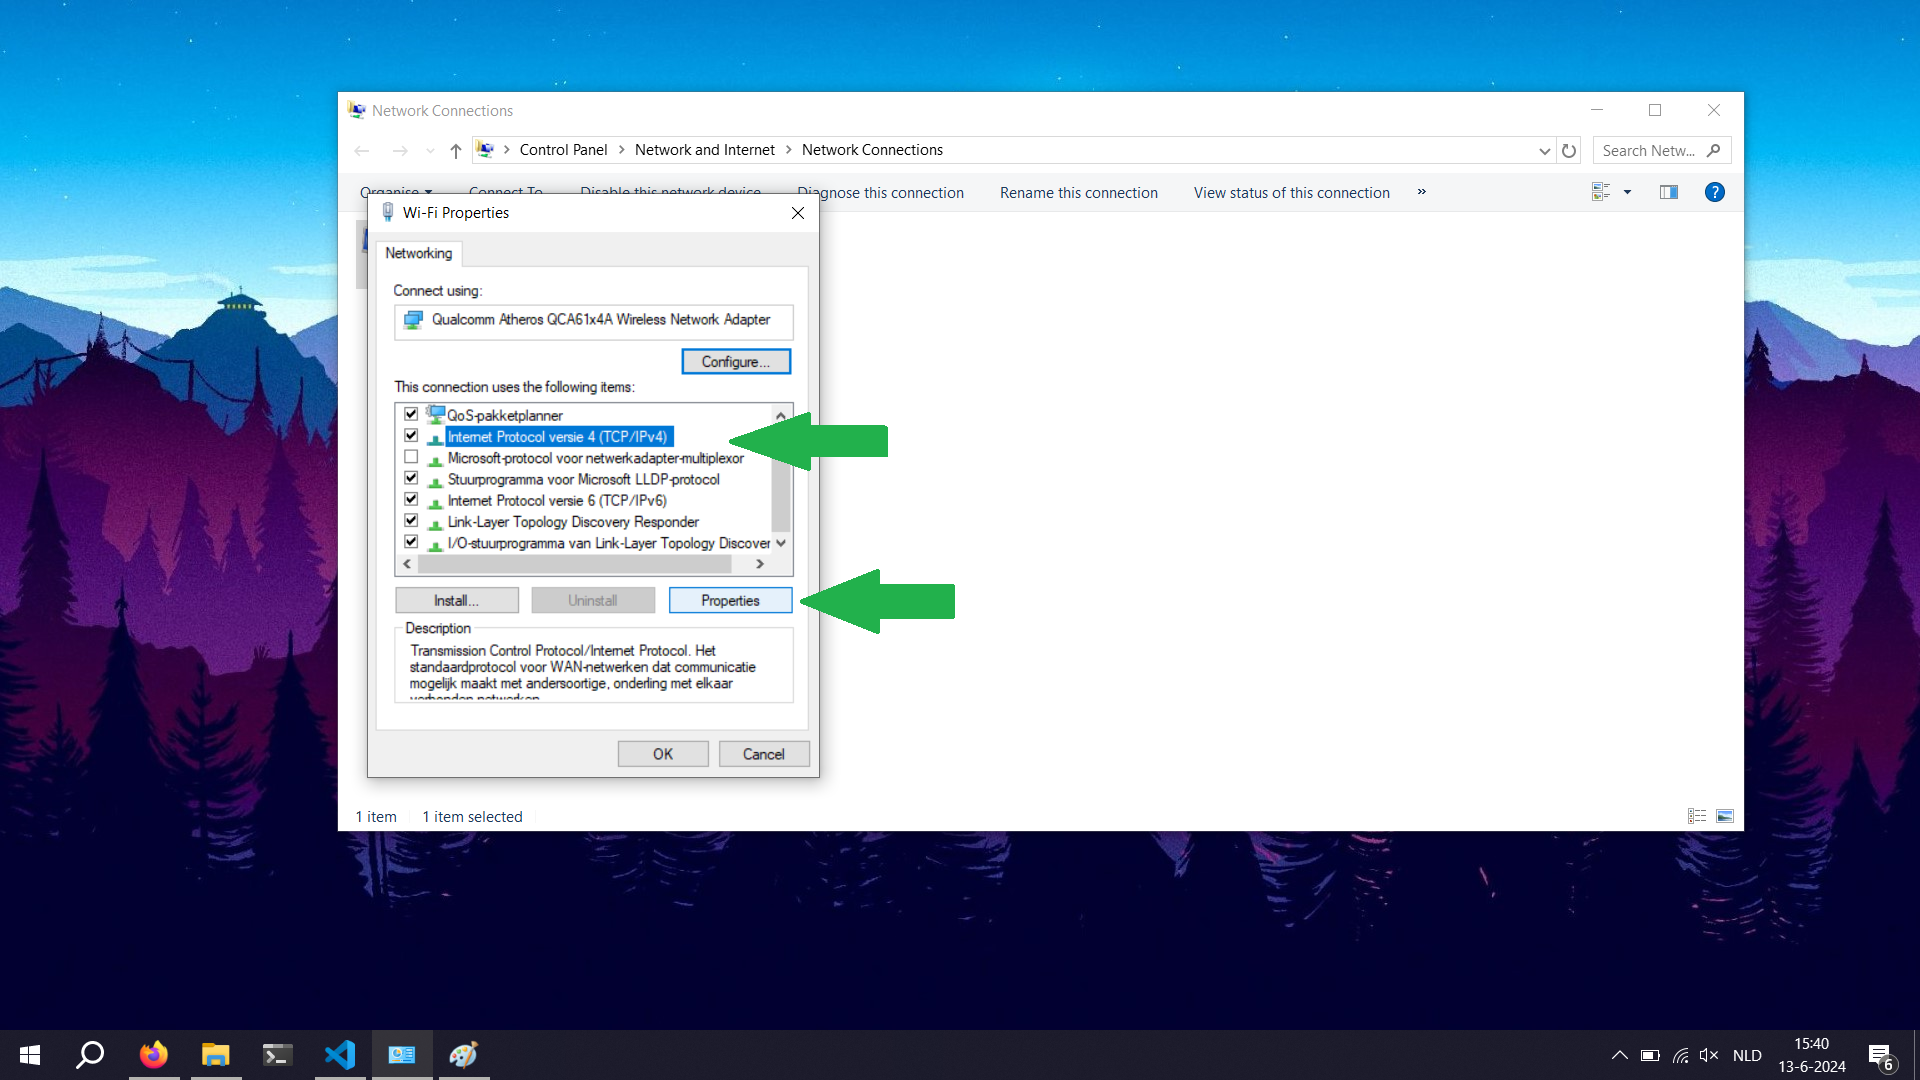 Network Connections
Control Panel Network and Internet Network Connections
Search Netw...
Organise Connect To Disable this network device Diagnose this connection Rename this connection View status of this connection »
Wi-Fi Properties
Networking
Connect using:
Qualcomm Atheros QCA61x4A Wireless Network Adapter
Configure...
This connection uses the following items:
QoS-pakketplanner
Internet Protocol versie 4 (TCP/IPv4)
Microsoft-protocol voor netwerkadapter-multiplexor
Stuurprogramma voor Microsoft LLDP-protocol
Internet Protocol versie 6 (TCP/IPv6)
Link-Layer Topology Discovery Responder
I/O-stuurprogramma van Link-Layer Topology Discover
Install... Uninstall Properties
Description
Transmission Control Protocol/Internet Protocol. Het
standaardprotocol voor WAN-netwerken dat communicatie
mogelijk maakt met andersoortige, onderling met elkaar
verbonden netwerken.
OK Cancel
1 item 1 item selected
NLD
15:40
13-6-2024
6